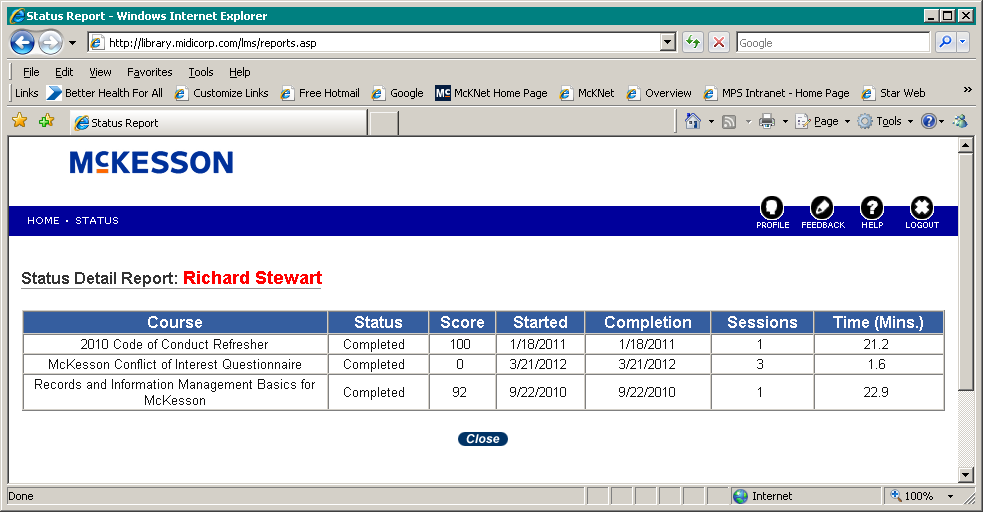 Status Report - Windows Internet Explorer
http://library.midicorp.com/lms/reports.asp
Google
File Edit View Favorites Tools Help
Links Better Health For All Customize Links Free Hotmail Google McKNet Home Page McKNet Overview MPS Intranet - Home Page Star Web »
Status Report Page Tools
MCKESSON
HOME • STATUS PROFILE FEEDBACK HELP LOGOUT
Status Detail Report: Richard Stewart
Course Status Score Started Completion Sessions Time (Mins.)
2010 Code of Conduct Refresher Completed 100 1/18/2011 1/18/2011 1 21.2
McKesson Conflict of Interest Questionnaire Completed 0 3/21/2012 3/21/2012 3 1.6
Records and Information Management Basics for
McKesson Completed 92 9/22/2010 9/22/2010 1 22.9
Close
Done Internet 100%